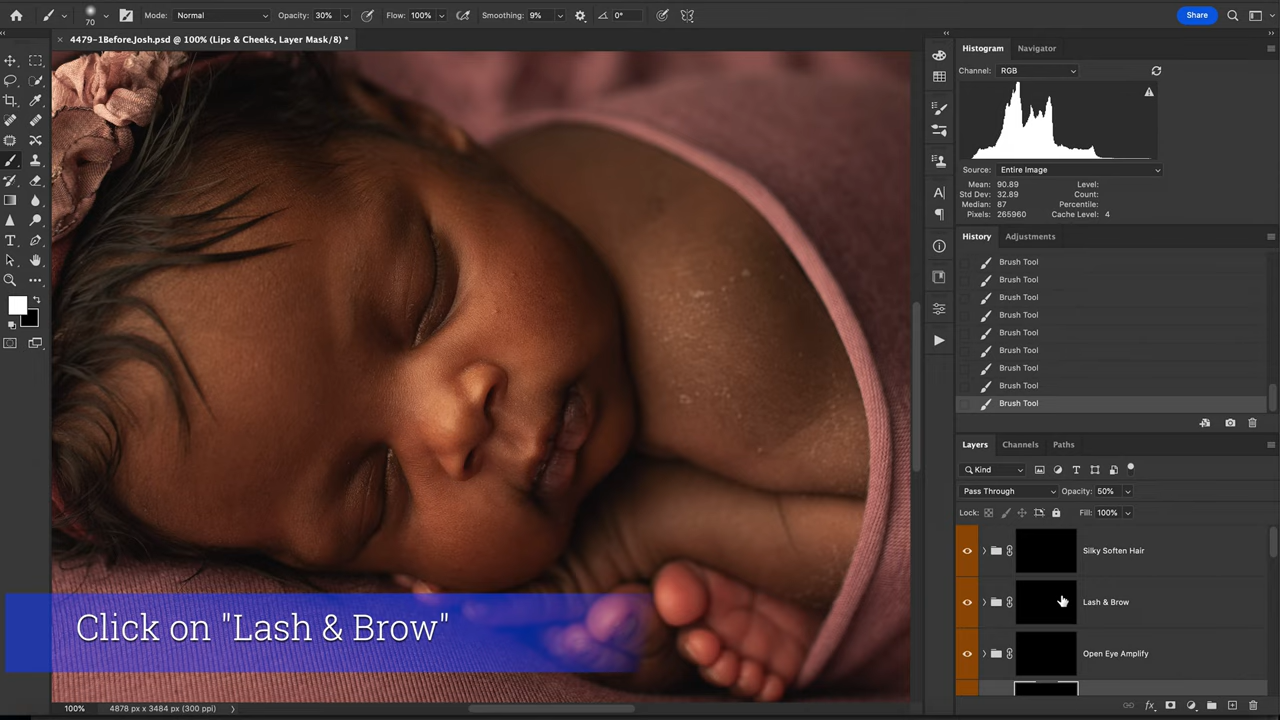 70
Mode: Normal
Opacity: 30%
Flow: 100%
Smoothing: 9%
0°
Share
4479-1Before.Josh.psd @ 100% (Lips & Cheeks, Layer Mask/8) *
Histogram
Navigator
Channel: RGB
Source: Entire Image
Mean: 90.89
Level:
Std Dev: 32.89
Count:
Median: 87
Percentile:
Pixels: 265960
Cache Level: 4
History
Adjustments
Brush Tool
Brush Tool
Brush Tool
Brush Tool
Brush Tool
Brush Tool
Brush Tool
Brush Tool
Brush Tool
Layers
Channels
Paths
Kind
Pass Through
Opacity: 50%
Lock:
Fill: 100%
Silky Soften Hair
Lash & Brow
Open Eye Amplify
Click on "Lash & Brow"
100%
4878 px x 3484 px (300 ppi)